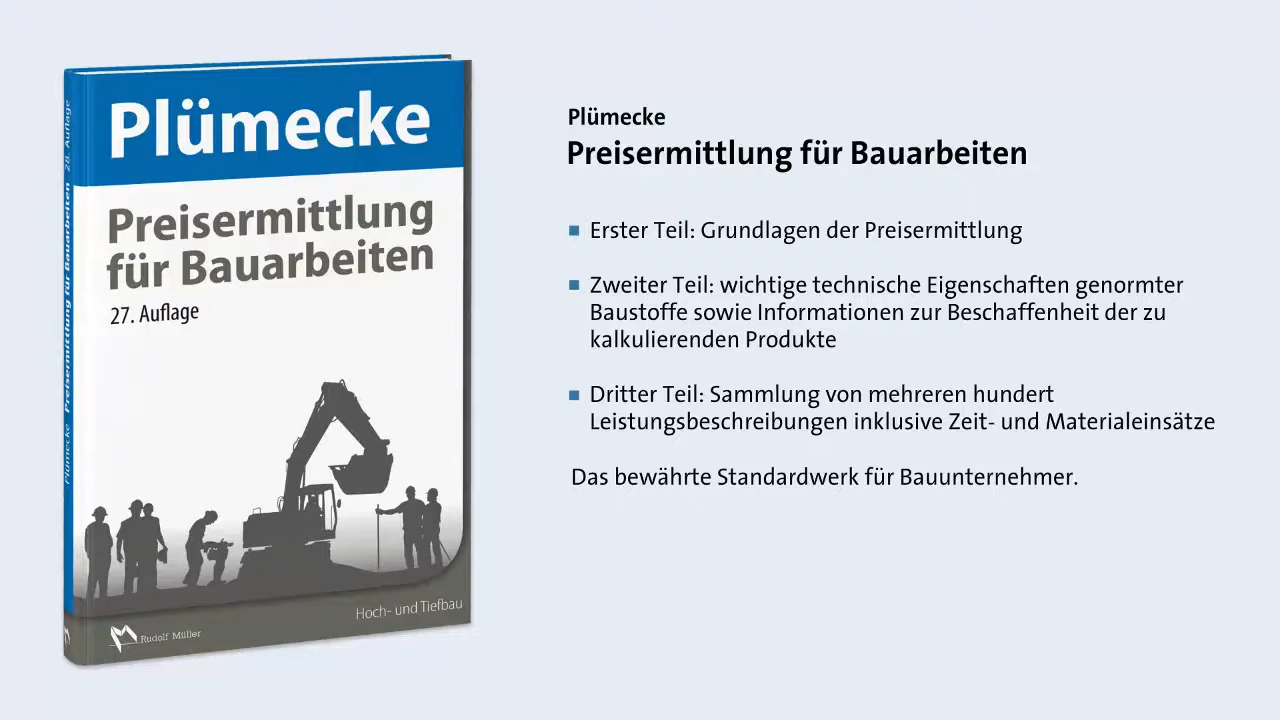 Plümecke
Preisermittlung
für Bauarbeiten
27. Auflage
Hoch- und Tiefbau
Rudolf Müller
Plümecke Preisermittlung für Bauarbeiten 28. Auflage
Plümecke
Preisermittlung für Bauarbeiten
Erster Teil: Grundlagen der Preisermittlung
Zweiter Teil: wichtige technische Eigenschaften genormter
Baustoffe sowie Informationen zur Beschaffenheit der zu
kalkulierenden Produkte
Dritter Teil: Sammlung von mehreren hundert
Leistungsbeschreibungen inklusive Zeit- und Materialeinsätze
Das bewährte Standardwerk für Bauunternehmer.